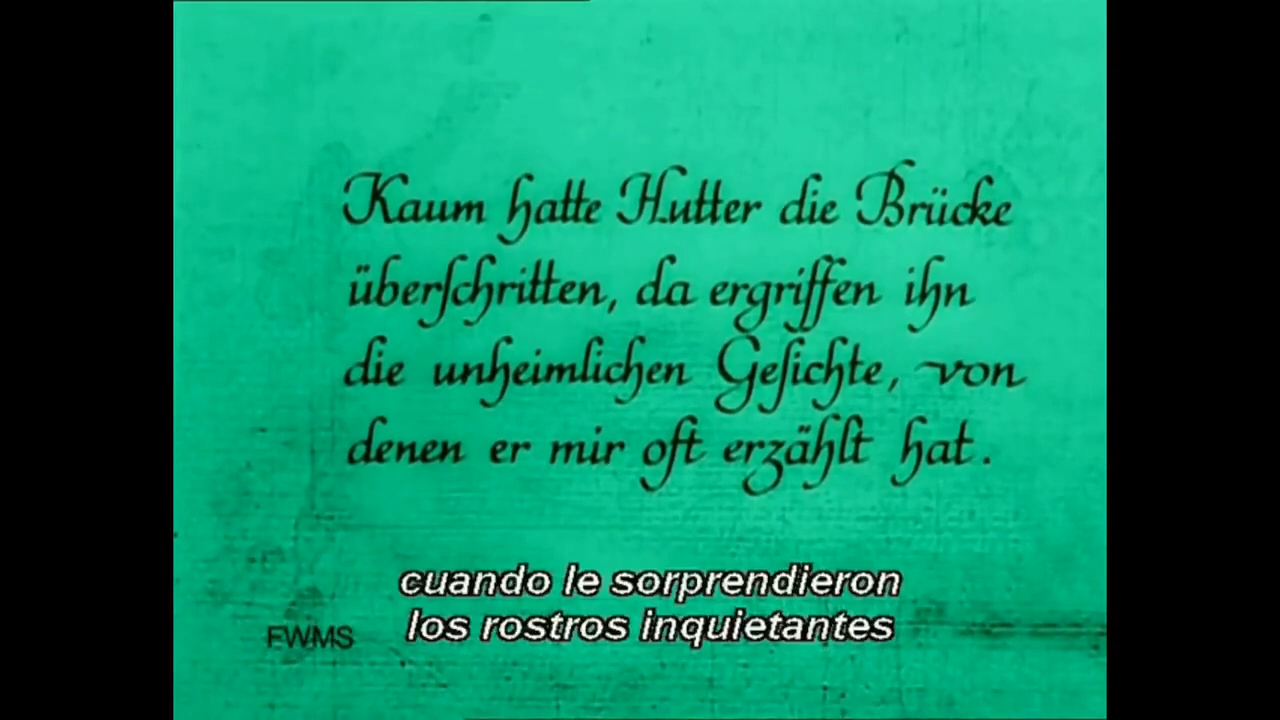 Kaum hatte Hutter die Brücke
überſchritten, da ergriffen ihn
die unheimlichen Geſichte, von
denen er mir oft erzählt hat.
cuando le sorprendieron
los rostros inquietantes
FWMS